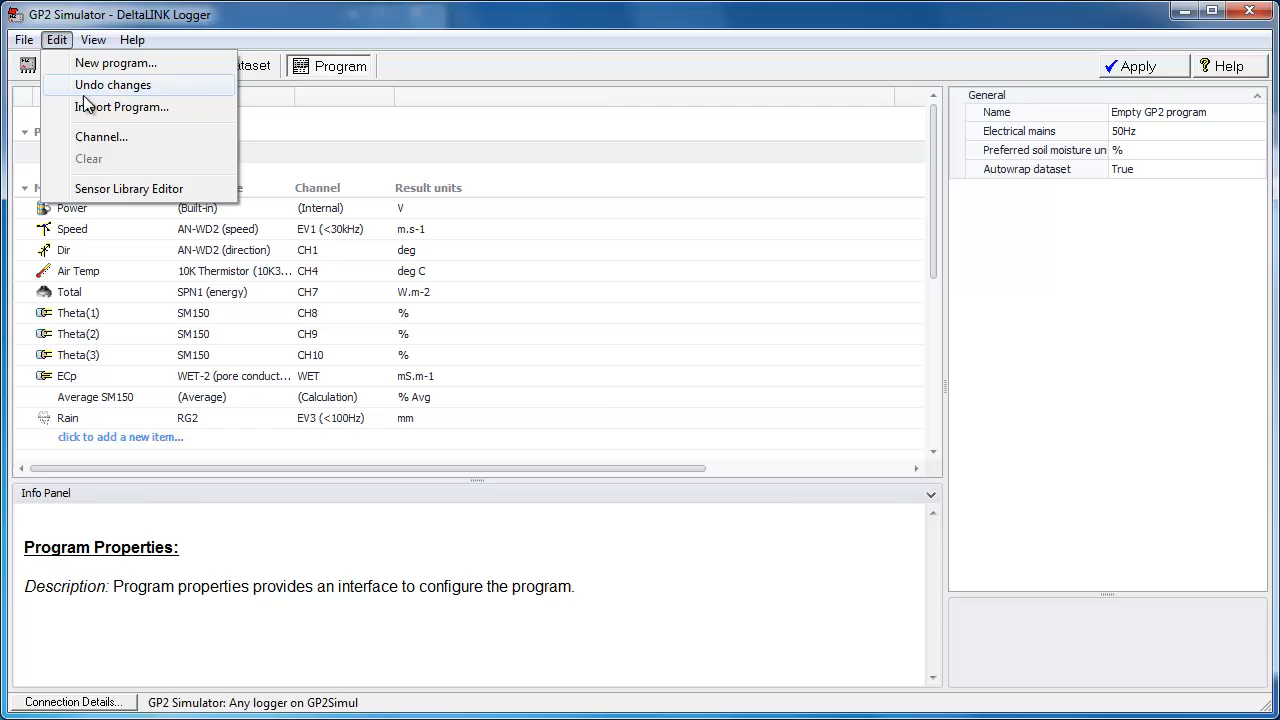 GP2 Simulator - DeltaLINK Logger
File Edit View Help
New program...
Undo changes
Import Program...
Channel...
Clear
Sensor Library Editor
Program
Apply
Help
Channel Result units
Power (Built-in) (Internal) V
Speed AN-WD2 (speed) EV1 (<30kHz) m.s-1
Dir AN-WD2 (direction) CH1 deg
Air Temp 10K Thermistor (10K3... CH4 deg C
Total SPN1 (energy) CH7 W.m-2
Theta(1) SM150 CH8 %
Theta(2) SM150 CH9 %
Theta(3) SM150 CH10 %
ECp WET-2 (pore conduct... WET mS.m-1
Average SM150 (Average) (Calculation) % Avg
Rain RG2 EV3 (<100Hz) mm
click to add a new item...
General
Name Empty GP2 program
Electrical mains 50Hz
Preferred soil moisture un %
Autowrap dataset True
Info Panel
Program Properties:
Description: Program properties provides an interface to configure the program.
Connection Details... GP2 Simulator: Any logger on GP2Simul